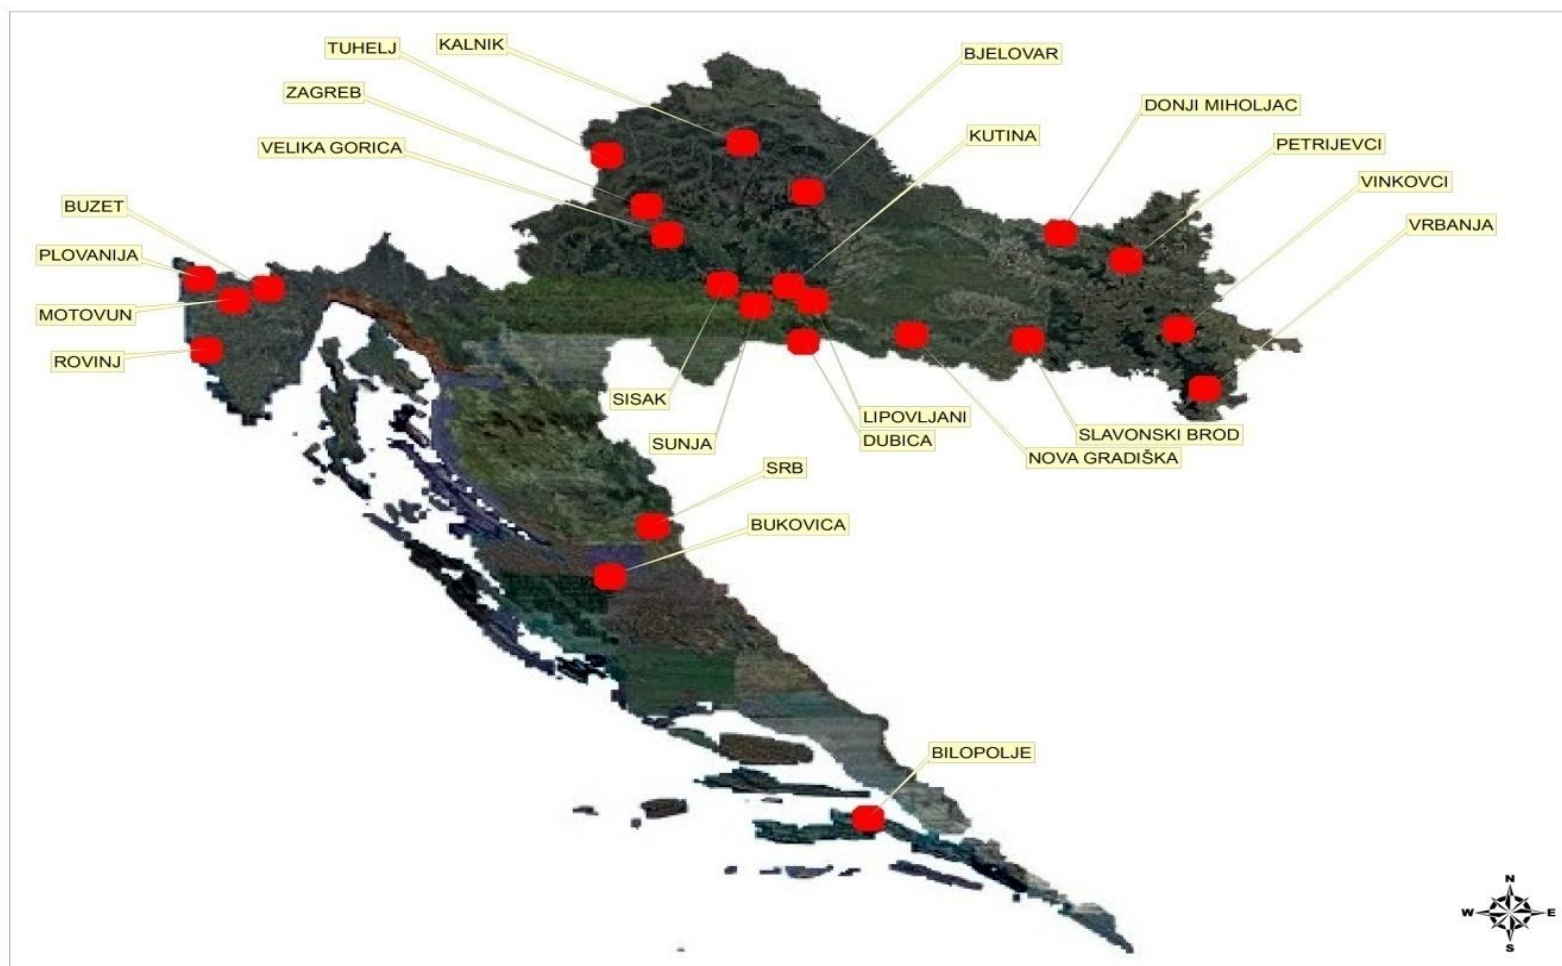 TUHELJ
KALNIK
BJELOVAR
ZAGREB
DONJI MIHOLJAC
KUTINA
PETRIJEVCI
VELIKA GORICA
VINKOVCI
BUZET
VRBANJA
PLOVANIJA
MOTOVUN
ROVINJ
SISAK
LIPOVLJANI
SLAVONSKI BROD
SUNJA
DUBICA
NOVA GRADIŠKA
SRB
BUKOVICA
BILOPOLJE
N
W E
S